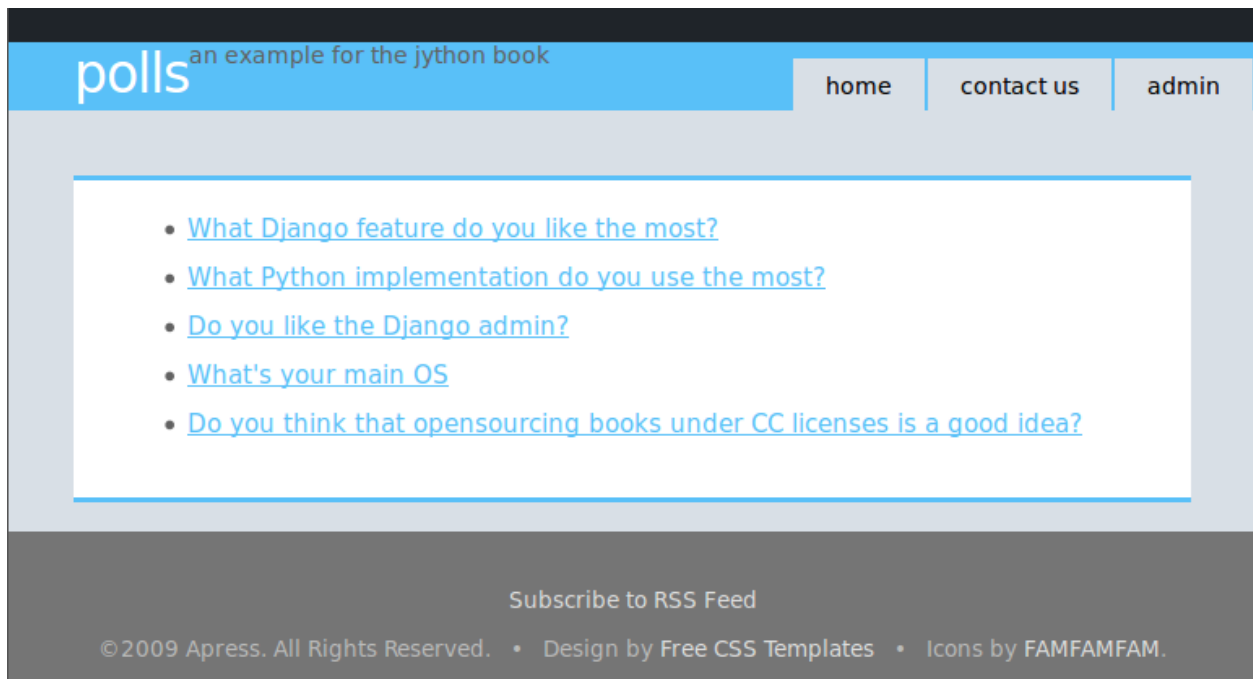 polls an example for the jython book
home contact us admin
• What Django feature do you like the most?
• What Python implementation do you use the most?
• Do you like the Django admin?
• What's your main OS
• Do you think that opensourcing books under CC licenses is a good idea?
Subscribe to RSS Feed
©2009 Apress. All Rights Reserved. • Design by Free CSS Templates • Icons by FAMFAMFAM.